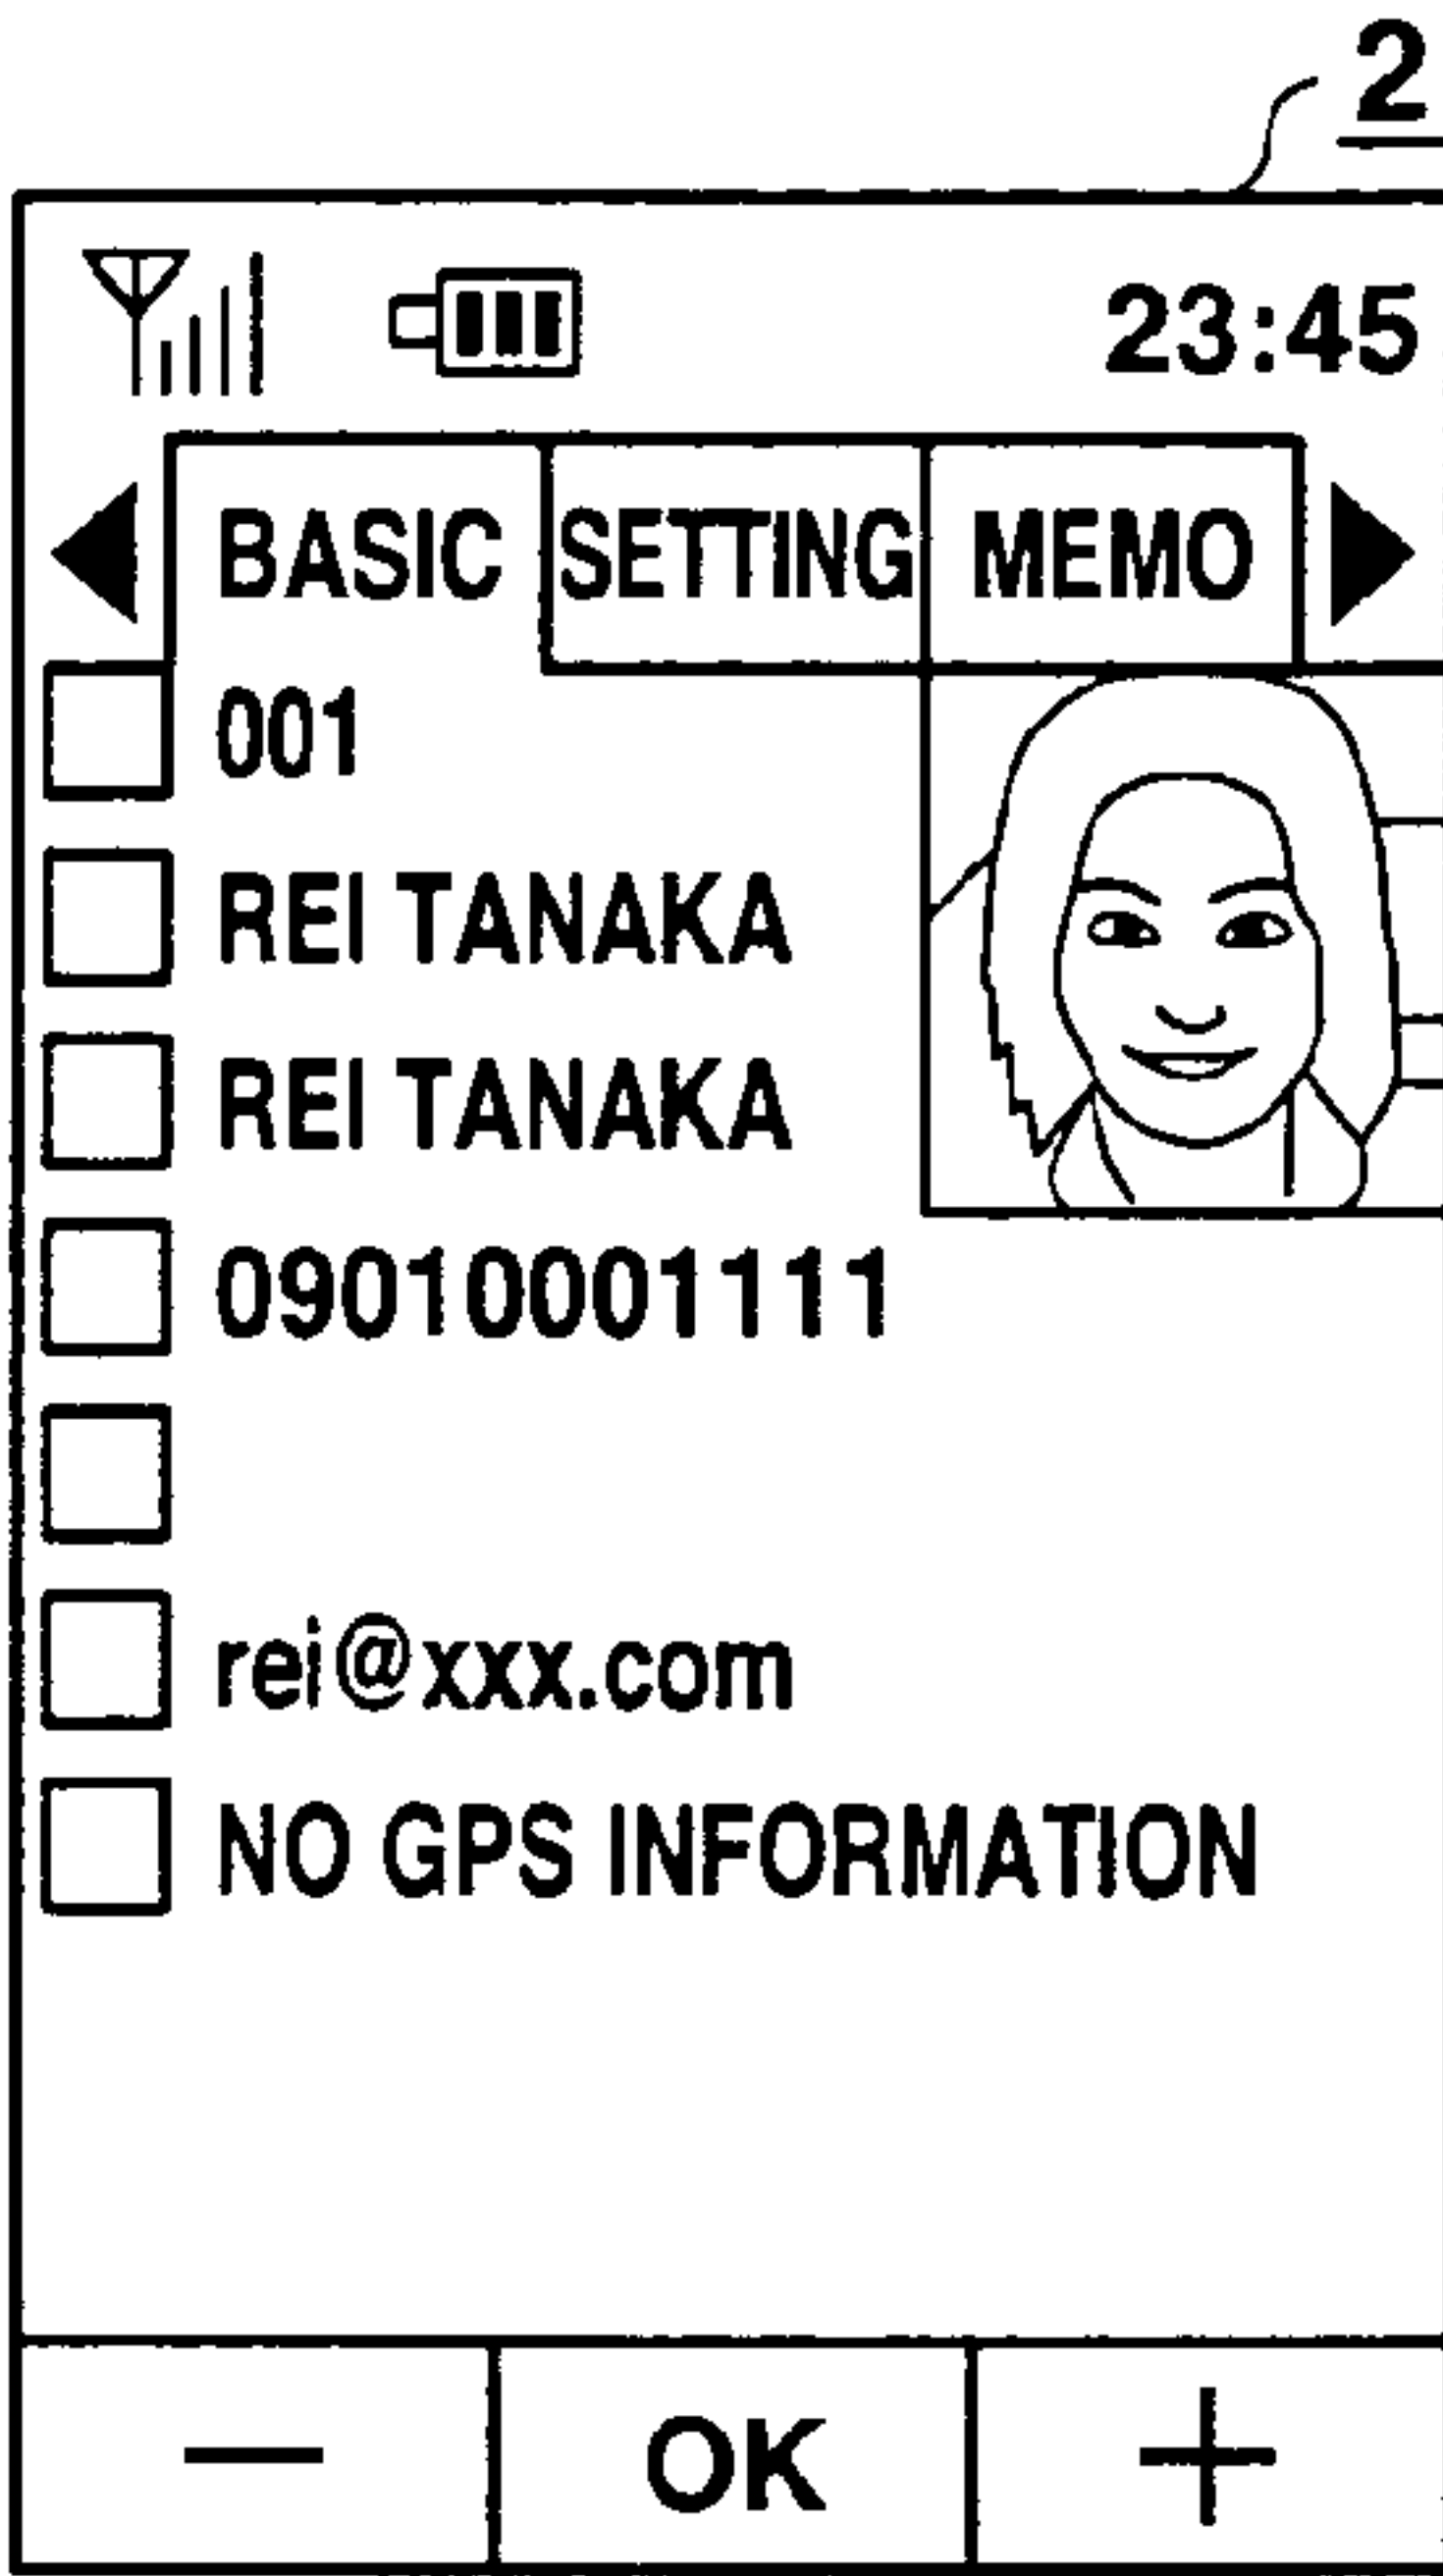 2
23:45
BASIC SETTING MEMO
001
REI TANAKA
REI TANAKA
09010001111
rei@xxx.com
NO GPS INFORMATION
− OK +